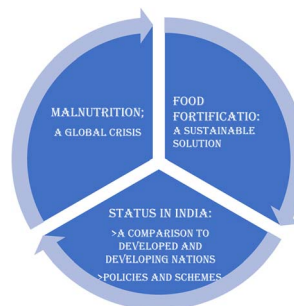 MALNUTRITION;
A GLOBAL CRISIS
FOOD
FORTIFICATIO:
A SUSTAINABLE
SOLUTION
STATUS IN INDIA:
>A COMPARISON TO
DEVELOPED AND
DEVELOPING NATIONS
>POLICIES AND SCHEMES